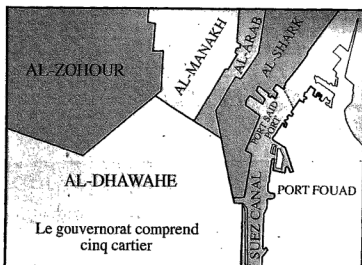 AL-ZOHOUR
AL-MANAKH
AL-ARAB
AL-SHARK
PORT SAID
PORT
AL-DHAWAHE
PORT FOUAD
SUEZ CANAL
Le gouvernorat comprend
cinq cartier